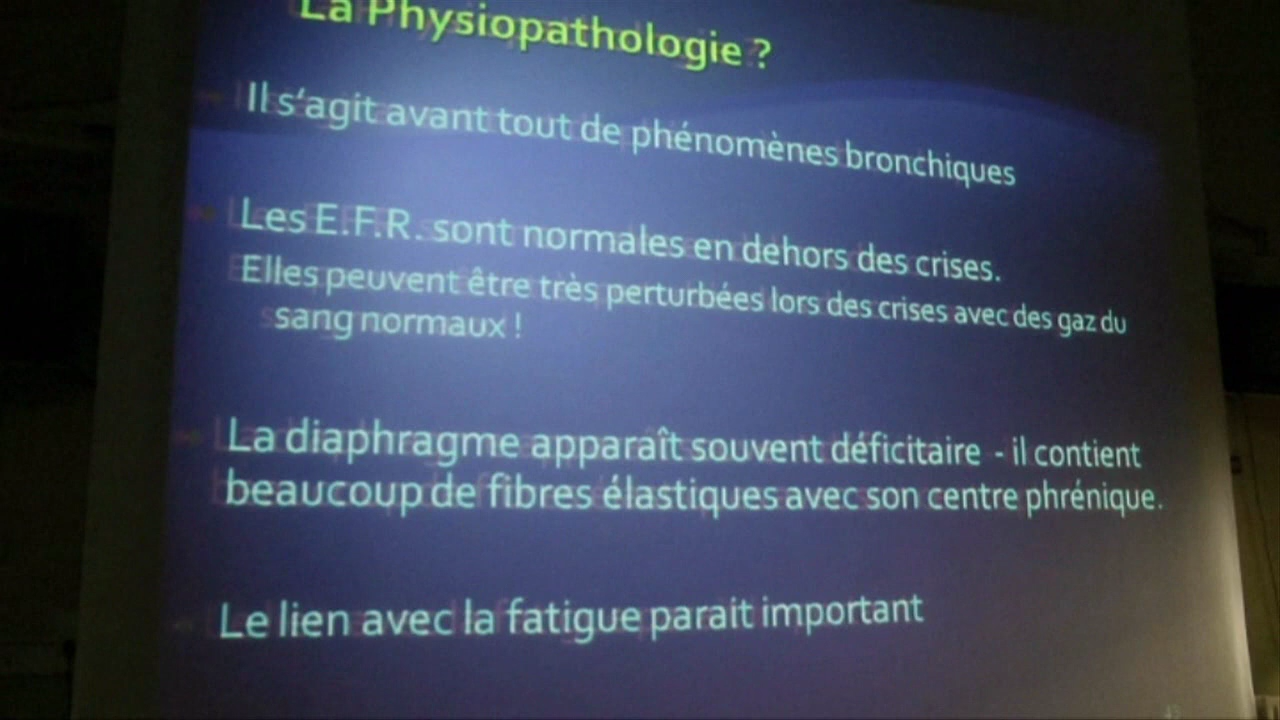 La Physiopathologie ?
Il s'agit avant tout de phénomènes bronchiques
Les E.F.R. sont normales en dehors des crises.
Elles peuvent être très perturbées lors des crises avec des gaz du
sang normaux !
La diaphragme apparaît souvent déficitaire - il contient
beaucoup de fibres élastiques avec son centre phrénique.
Le lien avec la fatigue parait important